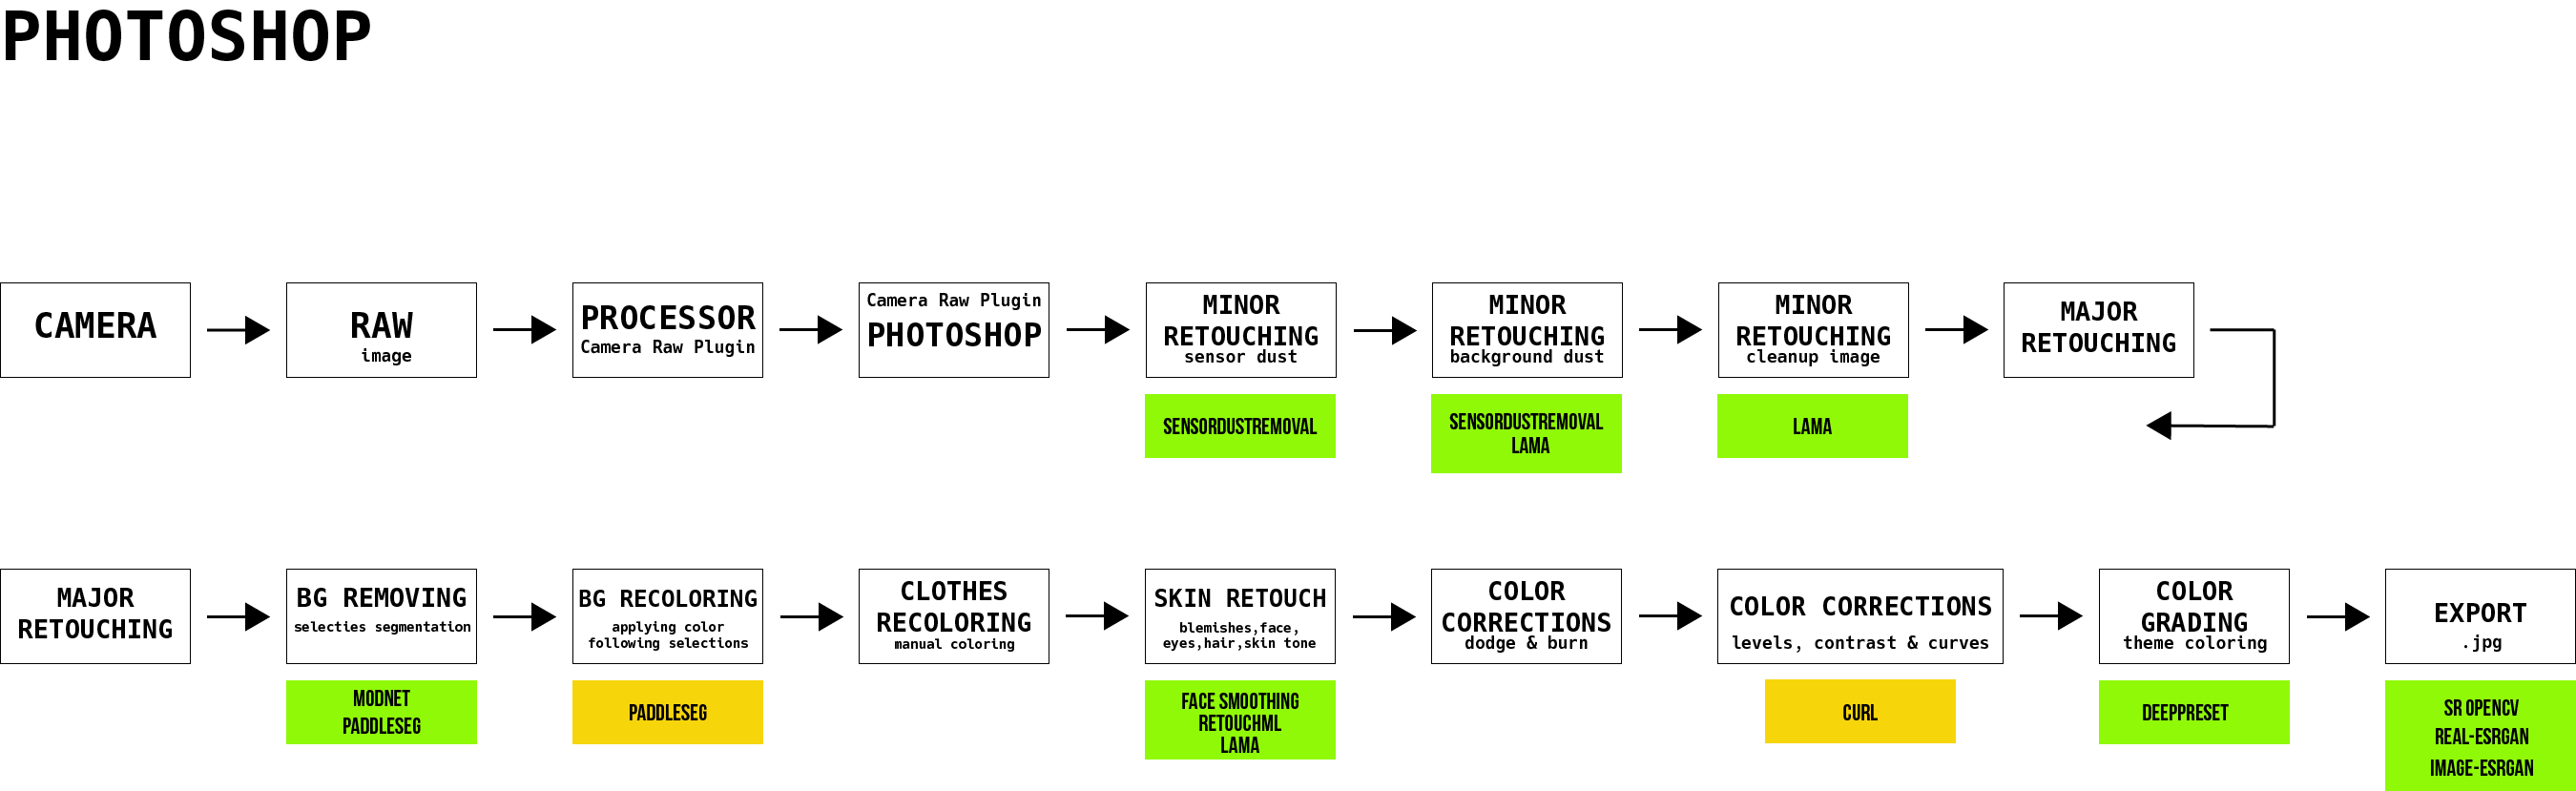 PHOTOSHOP
CAMERA
RAW
image
PROCESSOR
Camera Raw Plugin
Camera Raw Plugin
PHOTOSHOP
MINOR
RETOUCHING
sensor dust
MINOR
RETOUCHING
background dust
MINOR
RETOUCHING
cleanup image
MAJOR
RETOUCHING
SENSORDUSTREMOVAL
SENSORDUSTREMOVAL
LAMA
LAMA
MAJOR
RETOUCHING
BG REMOVING
selecties segmentation
BG RECOLORING
applying color
following selections
CLOTHES
RECOLORING
manual coloring
SKIN RETOUCH
blemishes,face,
eyes,hair,skin tone
COLOR
CORRECTIONS
dodge & burn
COLOR CORRECTIONS
levels, contrast & curves
COLOR
GRADING
theme coloring
EXPORT
.jpg
MODNET
PADDLESEG
PADDLESEG
FACE SMOOTHING
RETOUCHML
LAMA
CURL
DEEPPRESET
SR OPENCV
REAL-ESRGAN
IMAGE-ESRGAN